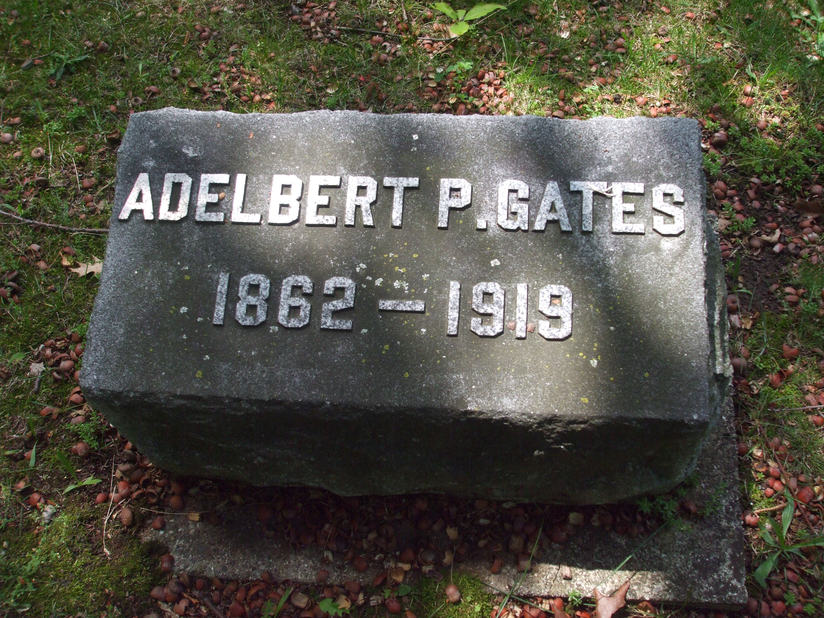 ADELBERT P. GATES
1862 – 1919